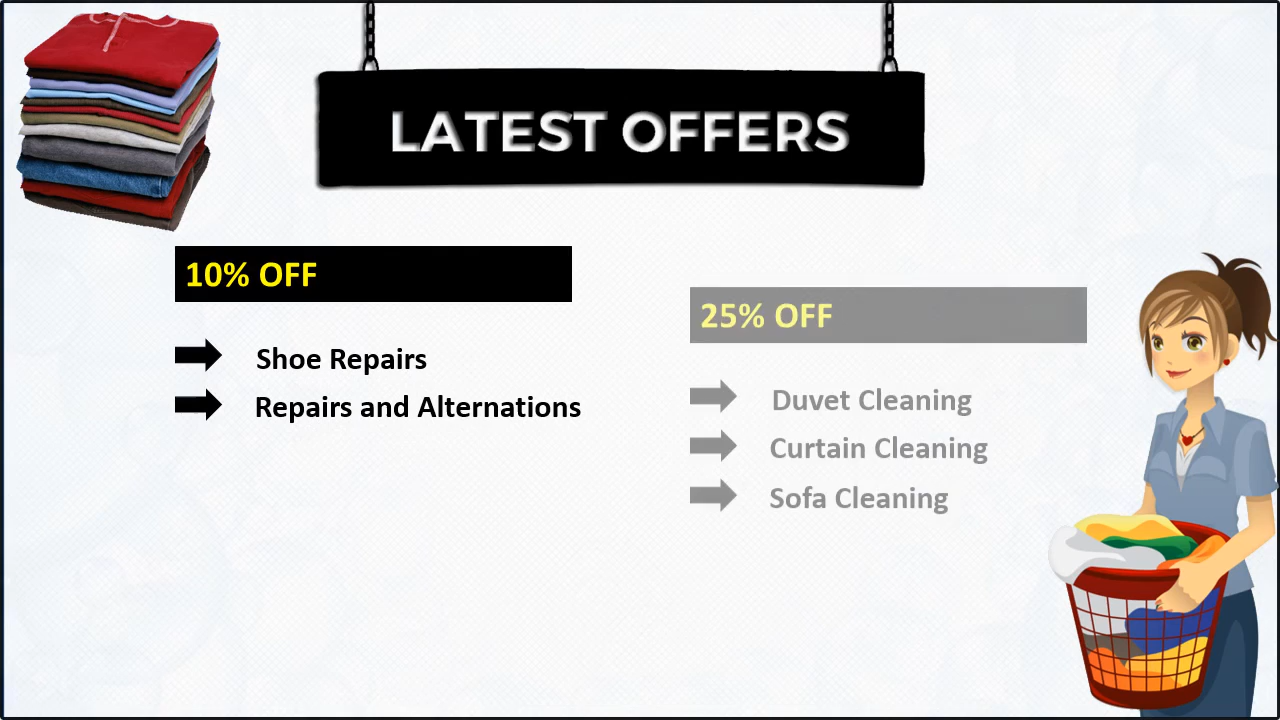 LATEST OFFERS
10% OFF
Shoe Repairs
Repairs and Alternations
25% OFF
Duvet Cleaning
Curtain Cleaning
Sofa Cleaning